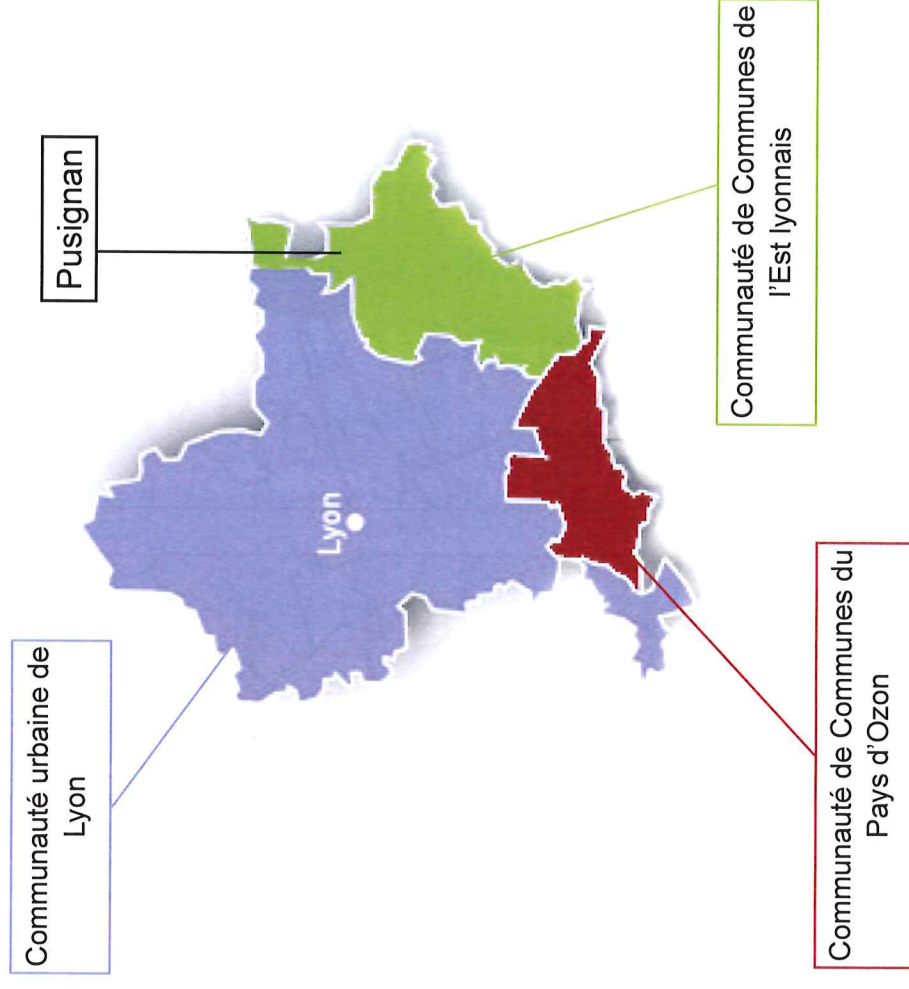 Communauté urbaine de
Lyon
Pusignan
Lyon
Communauté de Communes de
l'Est lyonnais
Communauté de Communes du
Pays d'Ozon